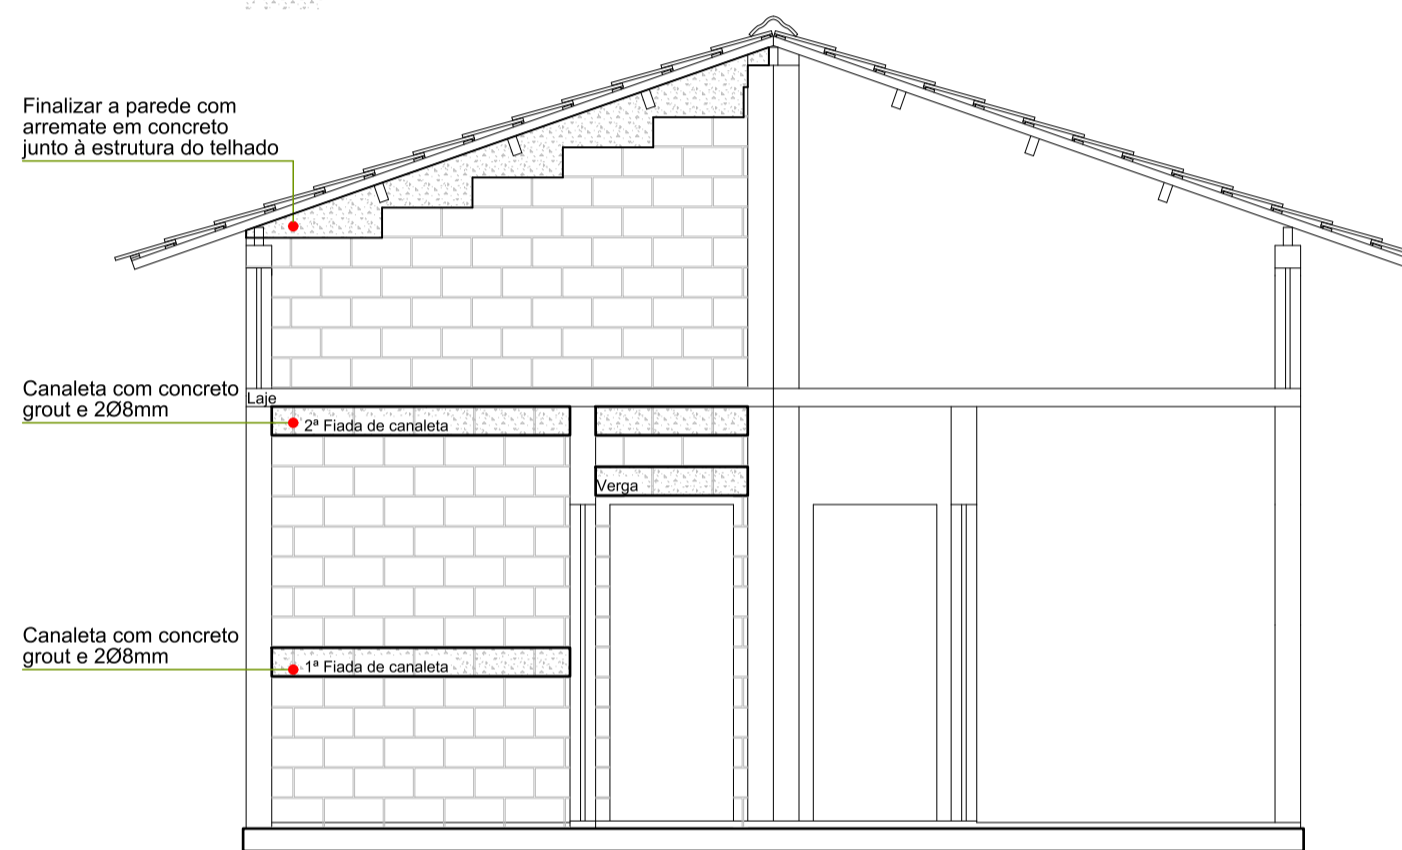 Finalizar a parede com
arremate em concreto
junto à estrutura do telhado
Canaleta com concreto
grout e 2Ø8mm
Laje
2ª Fiada de canaleta
Verga
Canaleta com concreto
grout e 2Ø8mm
1ª Fiada de canaleta